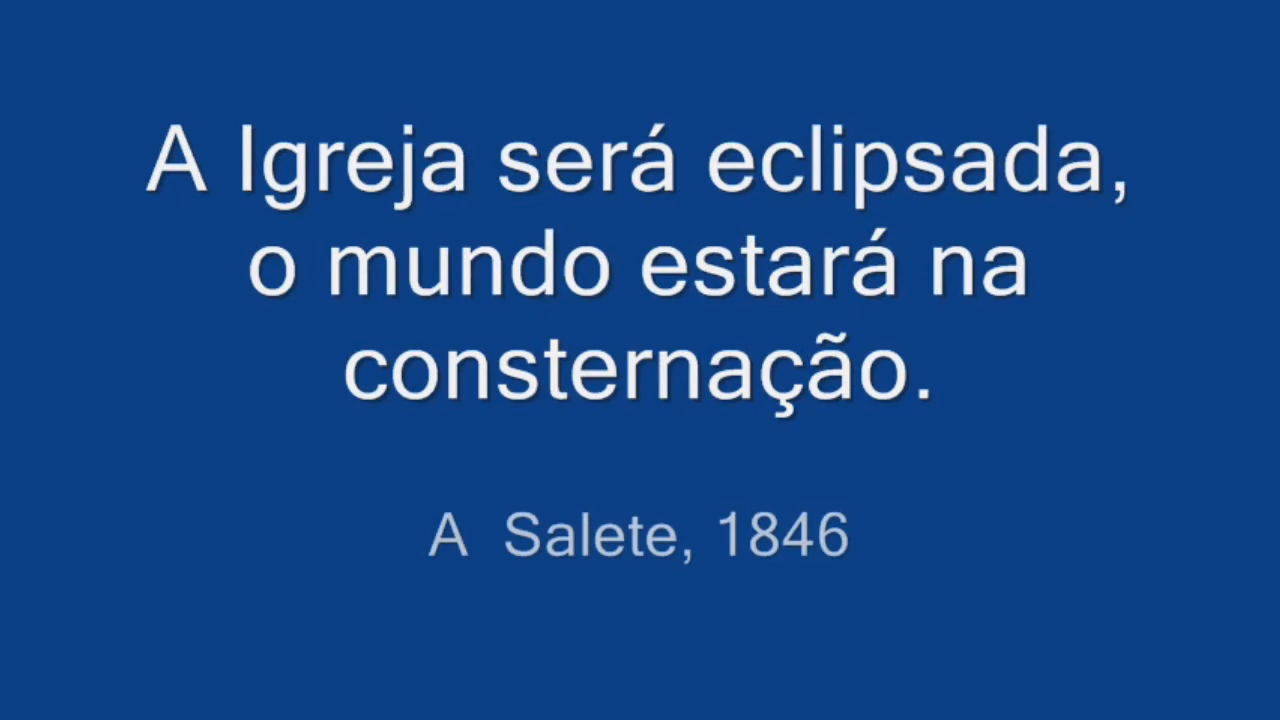 A Igreja será eclipsada,
o mundo estará na
consternação.
A Salete, 1846